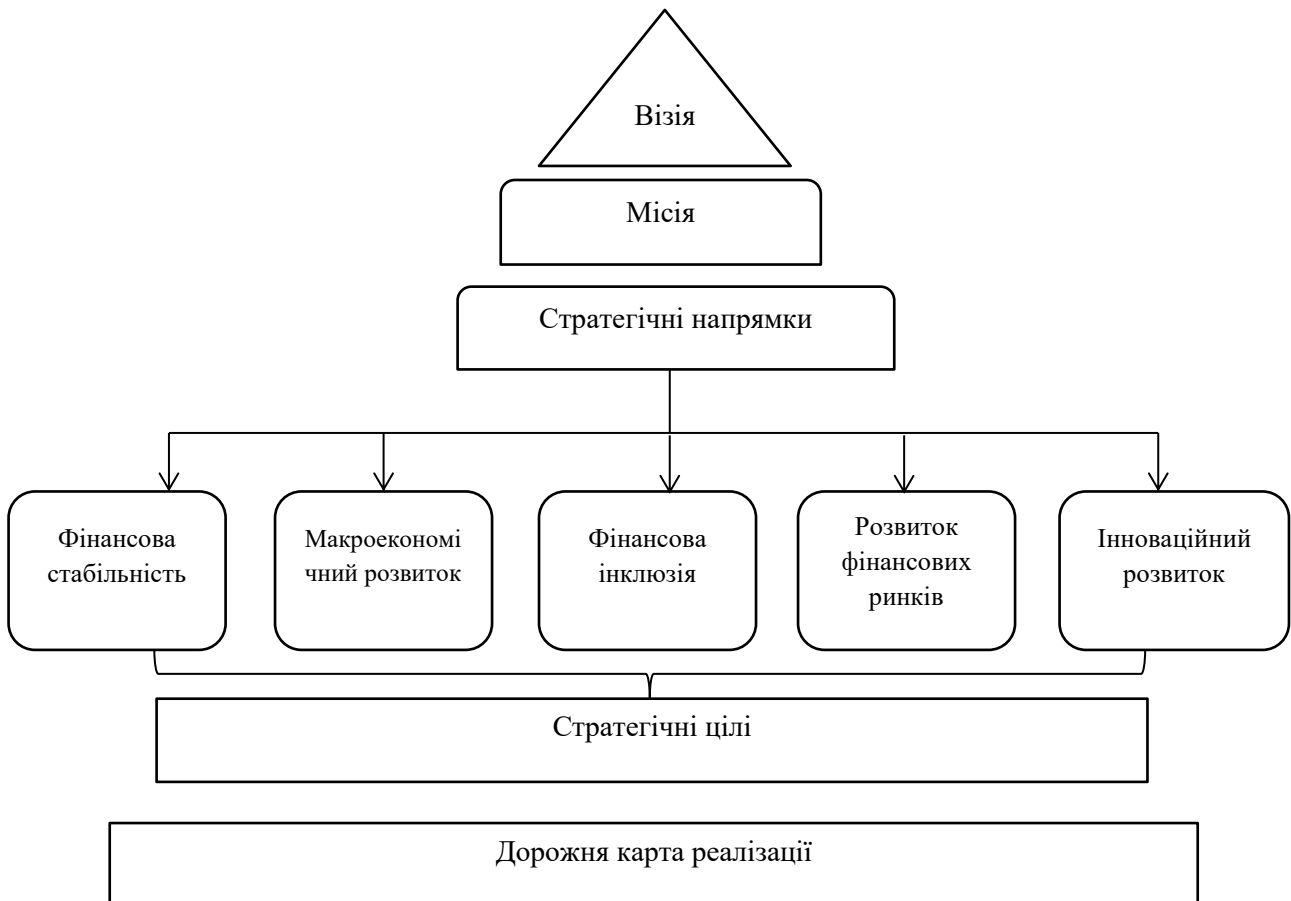 Візія
Місія
Стратегічні напрямки
Фінансова
стабільність
Макроекономі
чний розвиток
Фінансова
інклюзія
Розвиток
фінансових
ринків
Інноваційний
розвиток
Стратегічні цілі
Дорожня карта реалізації